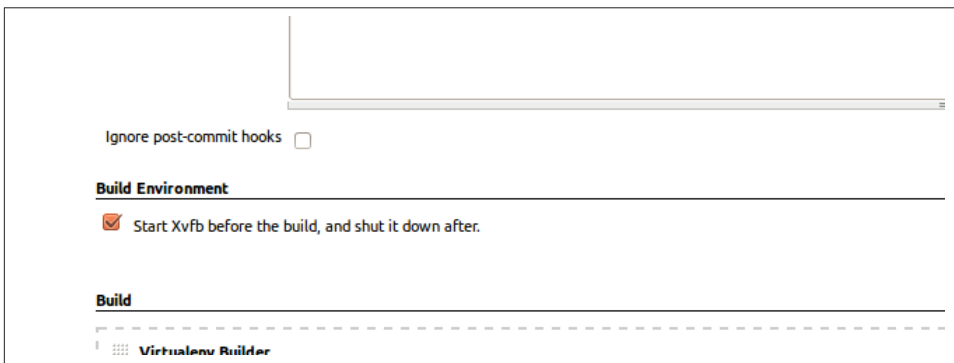 Ignore post-commit hooks
Build Environment
Start Xvfb before the build, and shut it down after.
Build
Virtualenv Builder